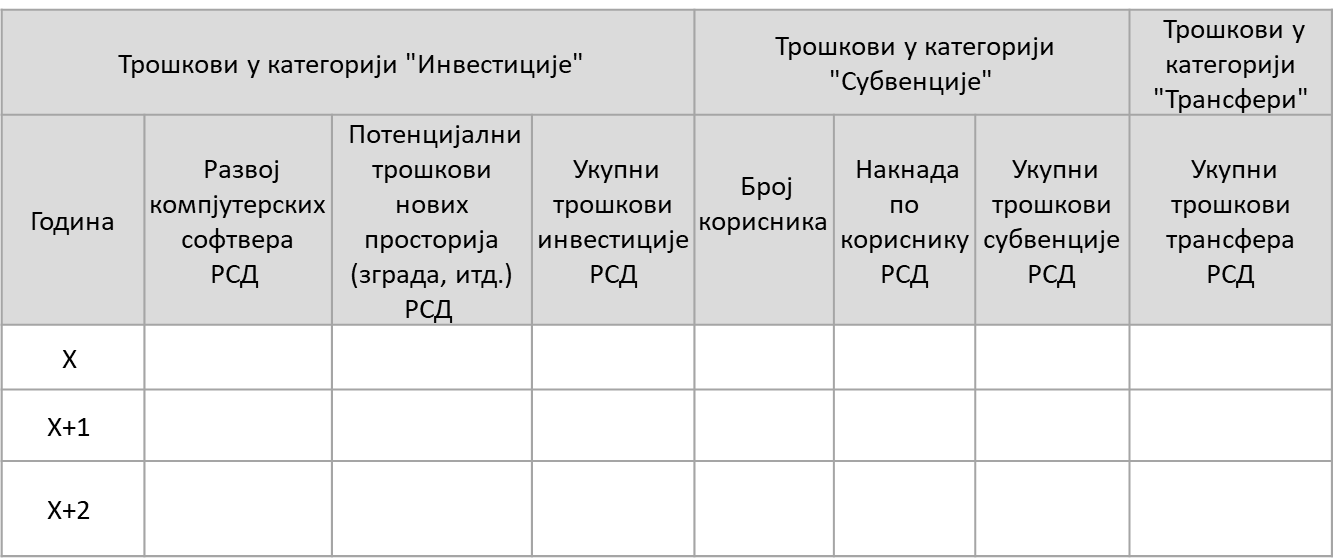 Трошкови у категорији "Инвестиције"
Трошкови у категорији
"Субвенције"
Трошкови у
категорији
"Трансфери"
Година
Развој
компјутерских
софтвера
РСД
Потенцијални
трошкови
нових
просторија
(зграда, итд.)
РСД
Укупни
трошкови
инвестиције
РСД
Број
корисника
Накнада
по
кориснику
РСД
Укупни
трошкови
субвенције
РСД
Укупни
трошкови
трансфера
РСД
X
X+1
X+2